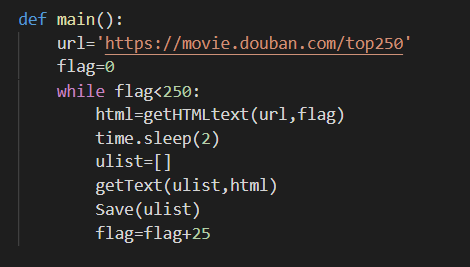 def main():
    url='https://movie.douban.com/top250'
    flag=0
    while flag<250:
        html=getHTMLtext(url,flag)
        time.sleep(2)
        ulist=[]
        getText(ulist,html)
        Save(ulist)
        flag=flag+25